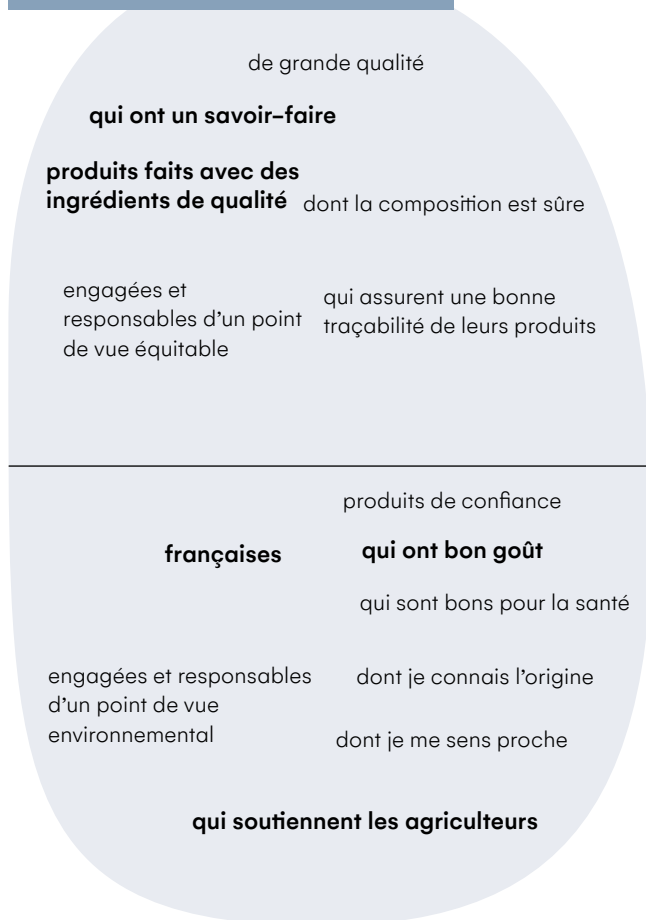 de grande qualité
qui ont un savoir-faire
produits faits avec des
ingrédients de qualité
dont la composition est sûre
engagées et
responsables d’un point
de vue équitable
qui assurent une bonne
traçabilité de leurs produits
produits de confiance
françaises
qui ont bon goût
qui sont bons pour la santé
engagées et responsables
d’un point de vue
environnemental
dont je connais l’origine
dont je me sens proche
qui soutiennent les agriculteurs